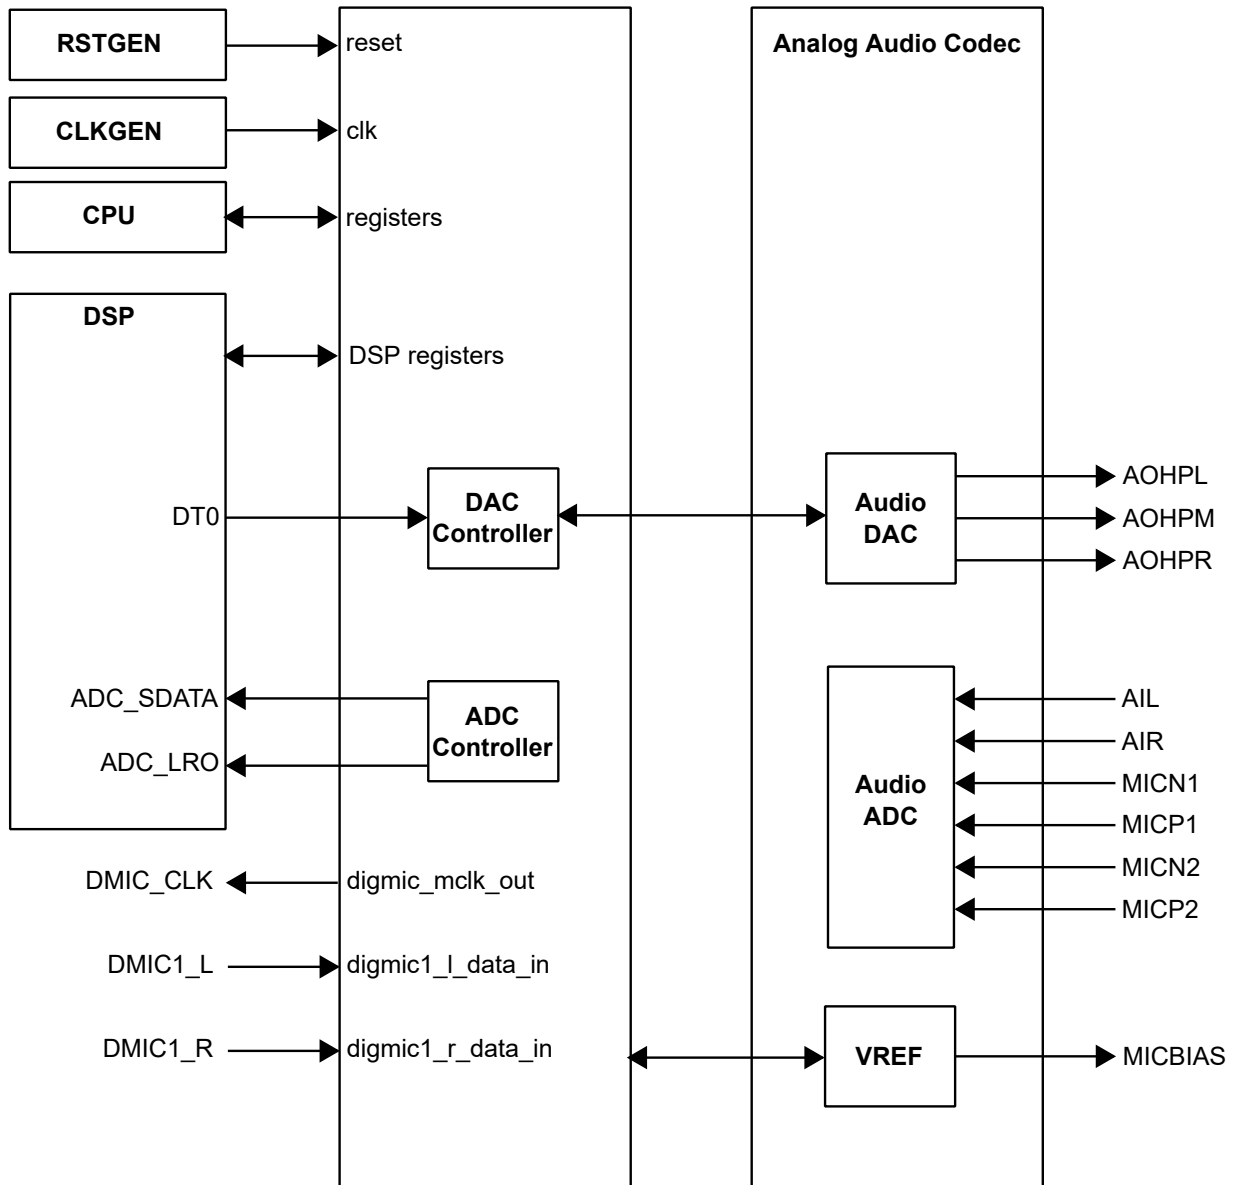 RSTGEN
reset
Analog Audio Codec
CLKGEN
clk
CPU
registers
DSP
DSP registers
DT0
DAC
Controller
Audio
DAC
AOHPL
AOHPM
AOHPR
ADC_SDATA
ADC_LRO
ADC
Controller
Audio
ADC
AIL
AIR
MICN1
MICP1
MICN2
MICP2
DMIC_CLK
digmic_mclk_out
DMIC1_L
digmic1_l_data_in
DMIC1_R
digmic1_r_data_in
VREF
MICBIAS